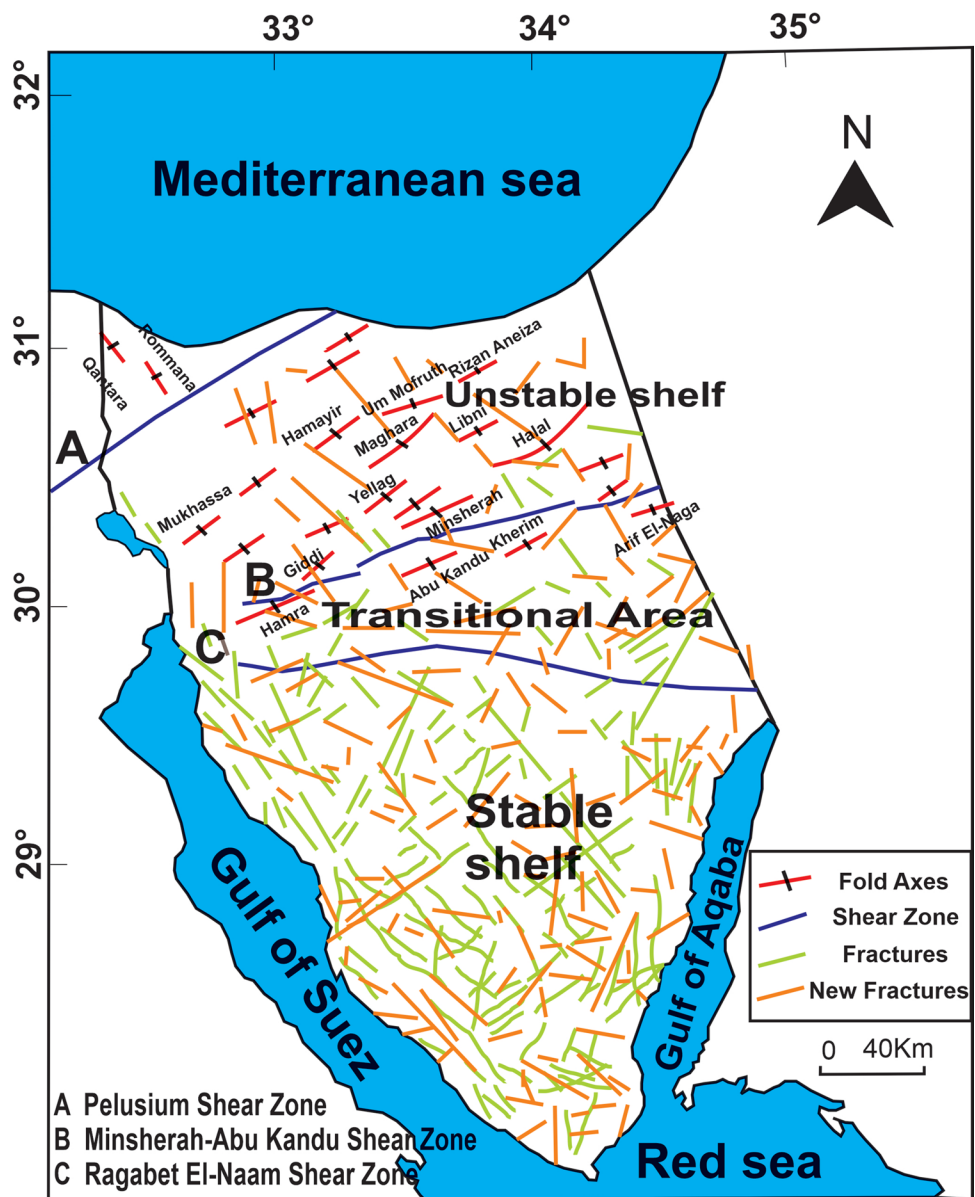 33° 34° 35°
32°
31°
30°
29°
N
Mediterranean sea
Rommana
Qantara
A
Rizan Aneiza
Um Mofruth
Unstable shelf
Hamayir
Maghara
Libni
Halal
Mukhassa
Yellag
Minsherah
Arif El-Naga
Giddi
Abu Kandu
Kherim
B
Hamra
Transitional Area
C
Stable
shelf
Gulf of Suez
Gulf of Aqaba
Red sea
Fold Axes
Shear Zone
Fractures
New Fractures
0 40Km
A Pelusium Shear Zone
B Minsherah-Abu Kandu Shear Zone
C Ragabet El-Naam Shear Zone